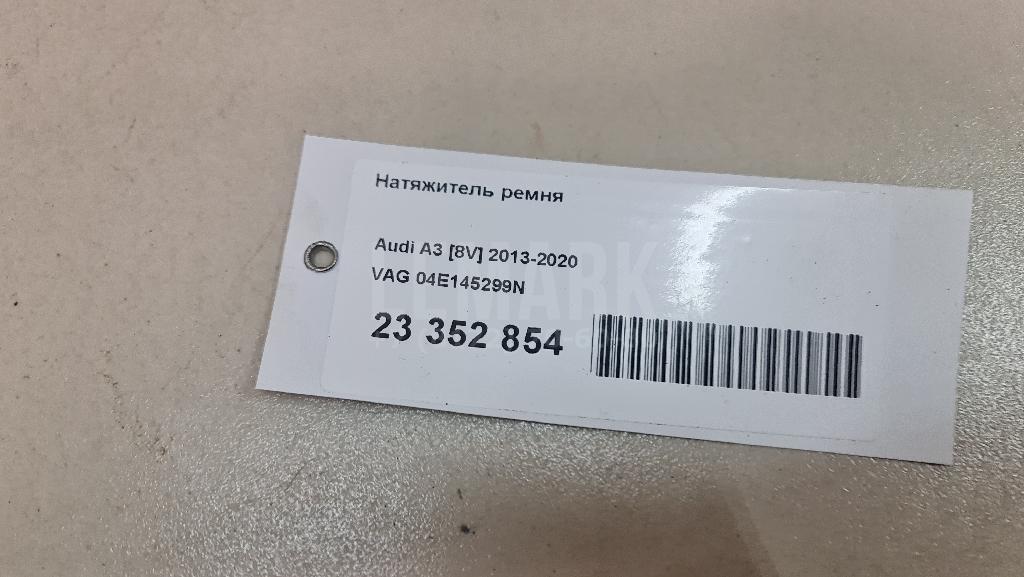 Натяжитель ремня
Audi A3 [8V] 2013-2020
VAG 04E145299N
23 352 854